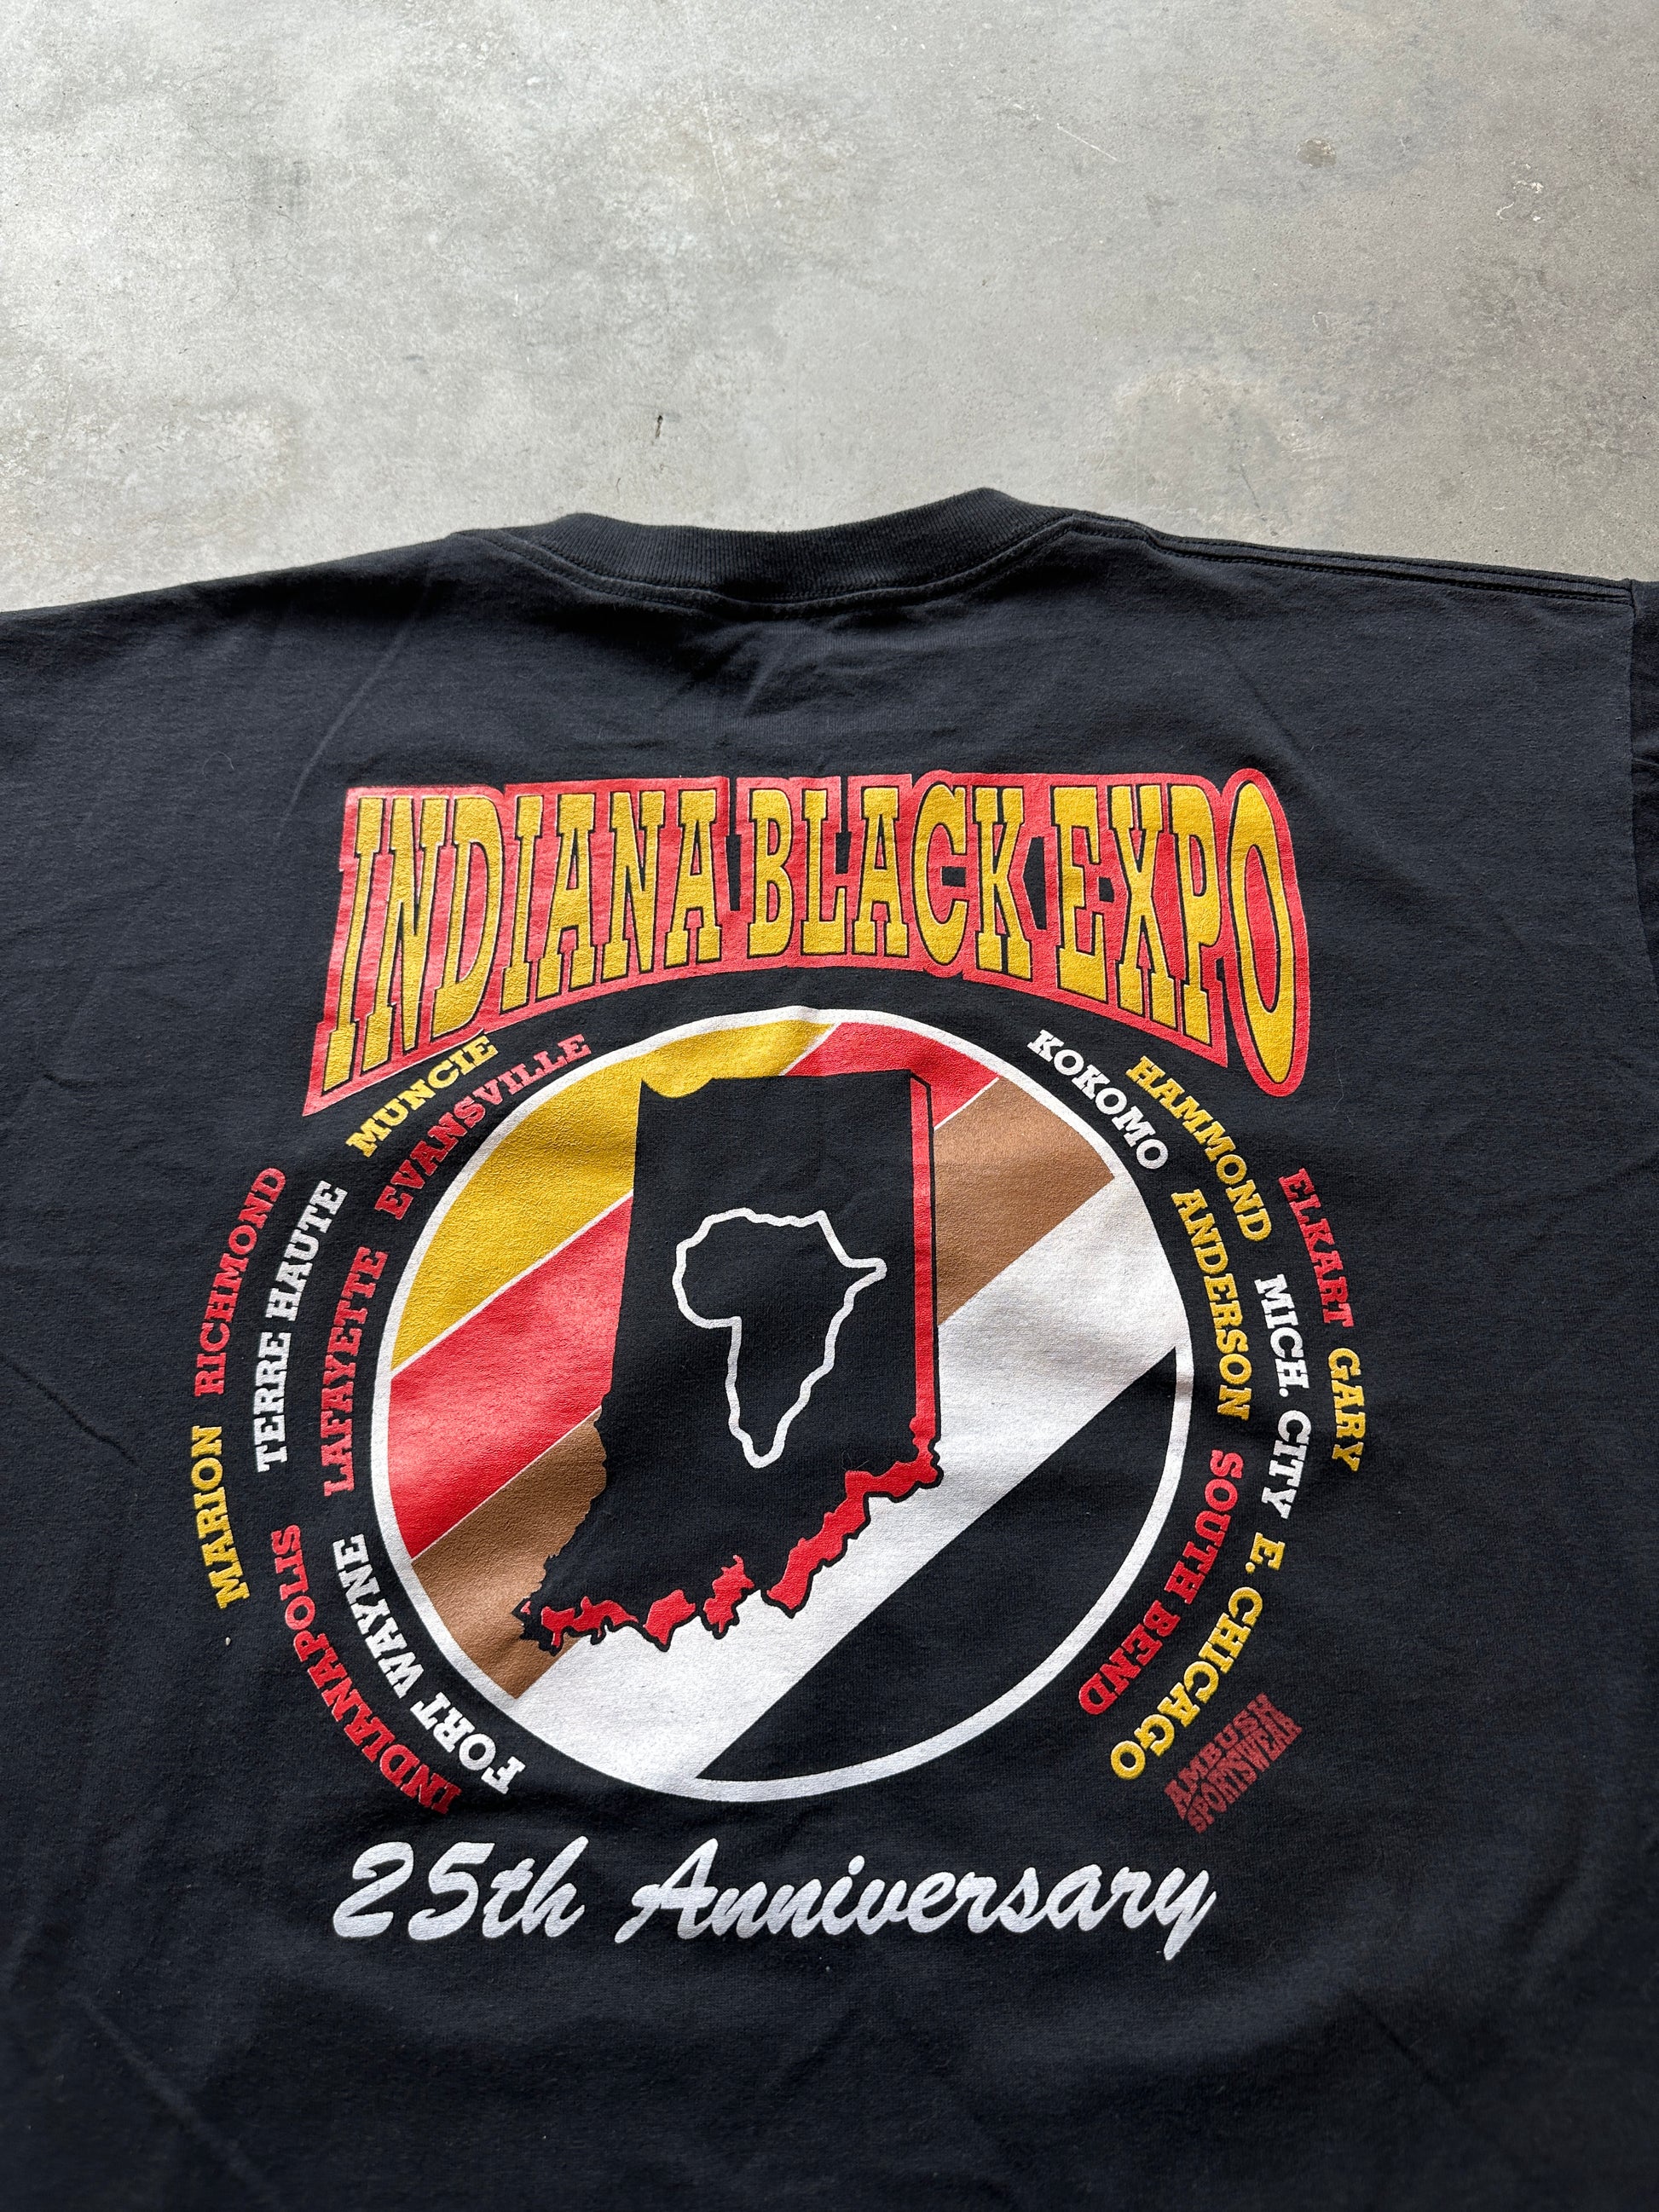 INDIANA BLACK EXPO
MUNCIE
EVANSVILLE
RICHMOND
TERRE HAUTE
LAFAYETTE
MARION
INDIANAPOLIS
FORT WAYNE
KOKOMO
HAMMOND
ELKART
ANDERSON
MICH. CITY
GARY
SOUTH BEND
E. CHICAGO
AMBUSH
SPORTSWEAR
25th Anniversary